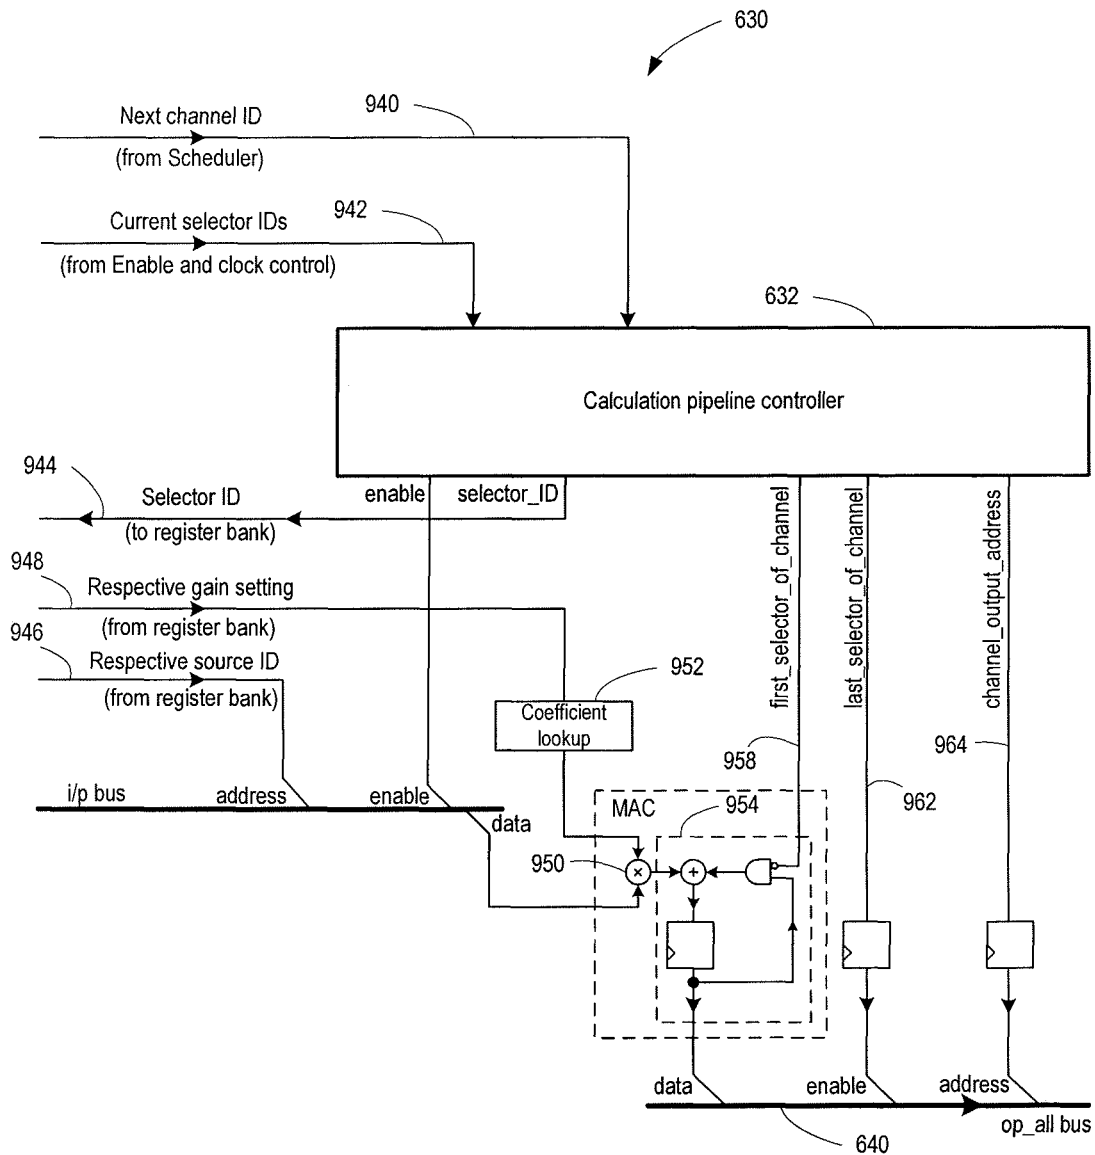 630
Next channel ID
940
(from Scheduler)
Current selector IDs
942
(from Enable and clock control)
632
Calculation pipeline controller
944
Selector ID
enable
selector_ID
(to register bank)
948
Respective gain setting
(from register bank)
946
Respective source ID
(from register bank)
952
Coefficient
lookup
first_selector_of_channel
last_selector_of_channel
channel_output_address
958
962
964
i/p bus
address
enable
data
MAC
954
950
×
+
data
enable
address
op_all bus
640